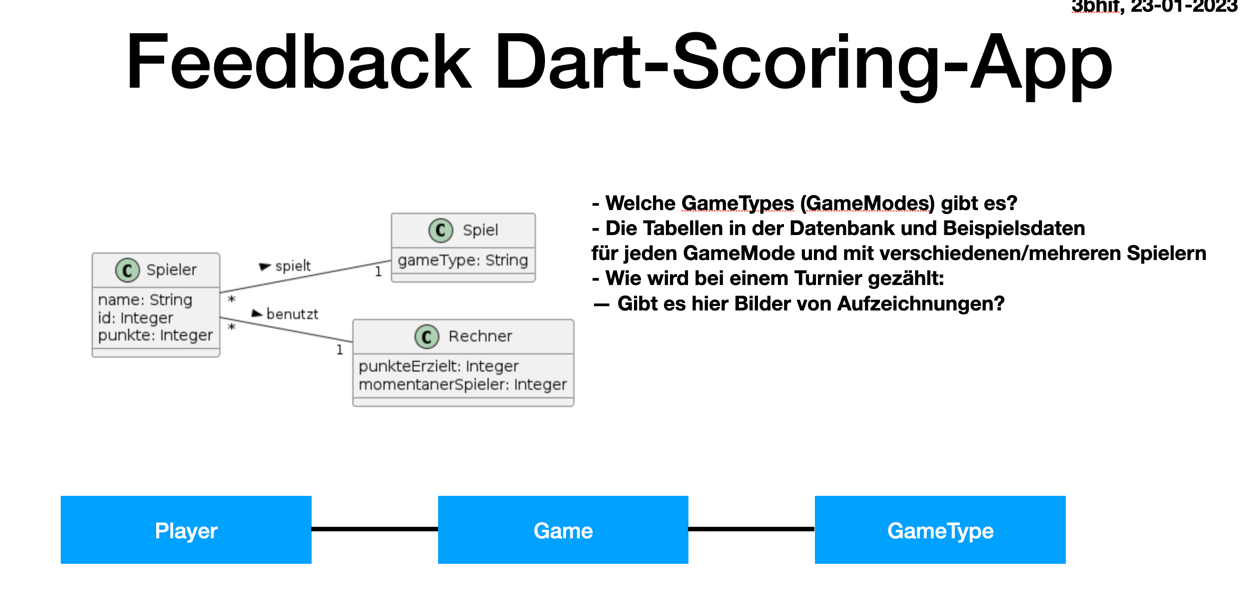 3bhif, 23-01-2023
Feedback Dart-Scoring-App
- Welche GameTypes (GameModes) gibt es?
- Die Tabellen in der Datenbank und Beispielsdaten
für jeden GameMode und mit verschiedenen/mehreren Spielern
- Wie wird bei einem Turnier gezählt:
— Gibt es hier Bilder von Aufzeichnungen?
C Spieler
name: String
id: Integer
punkte: Integer
* spielt 1
* benutzt 1
C Spiel
gameType: String
C Rechner
punkteErzielt: Integer
momentanerSpieler: Integer
Player
Game
GameType